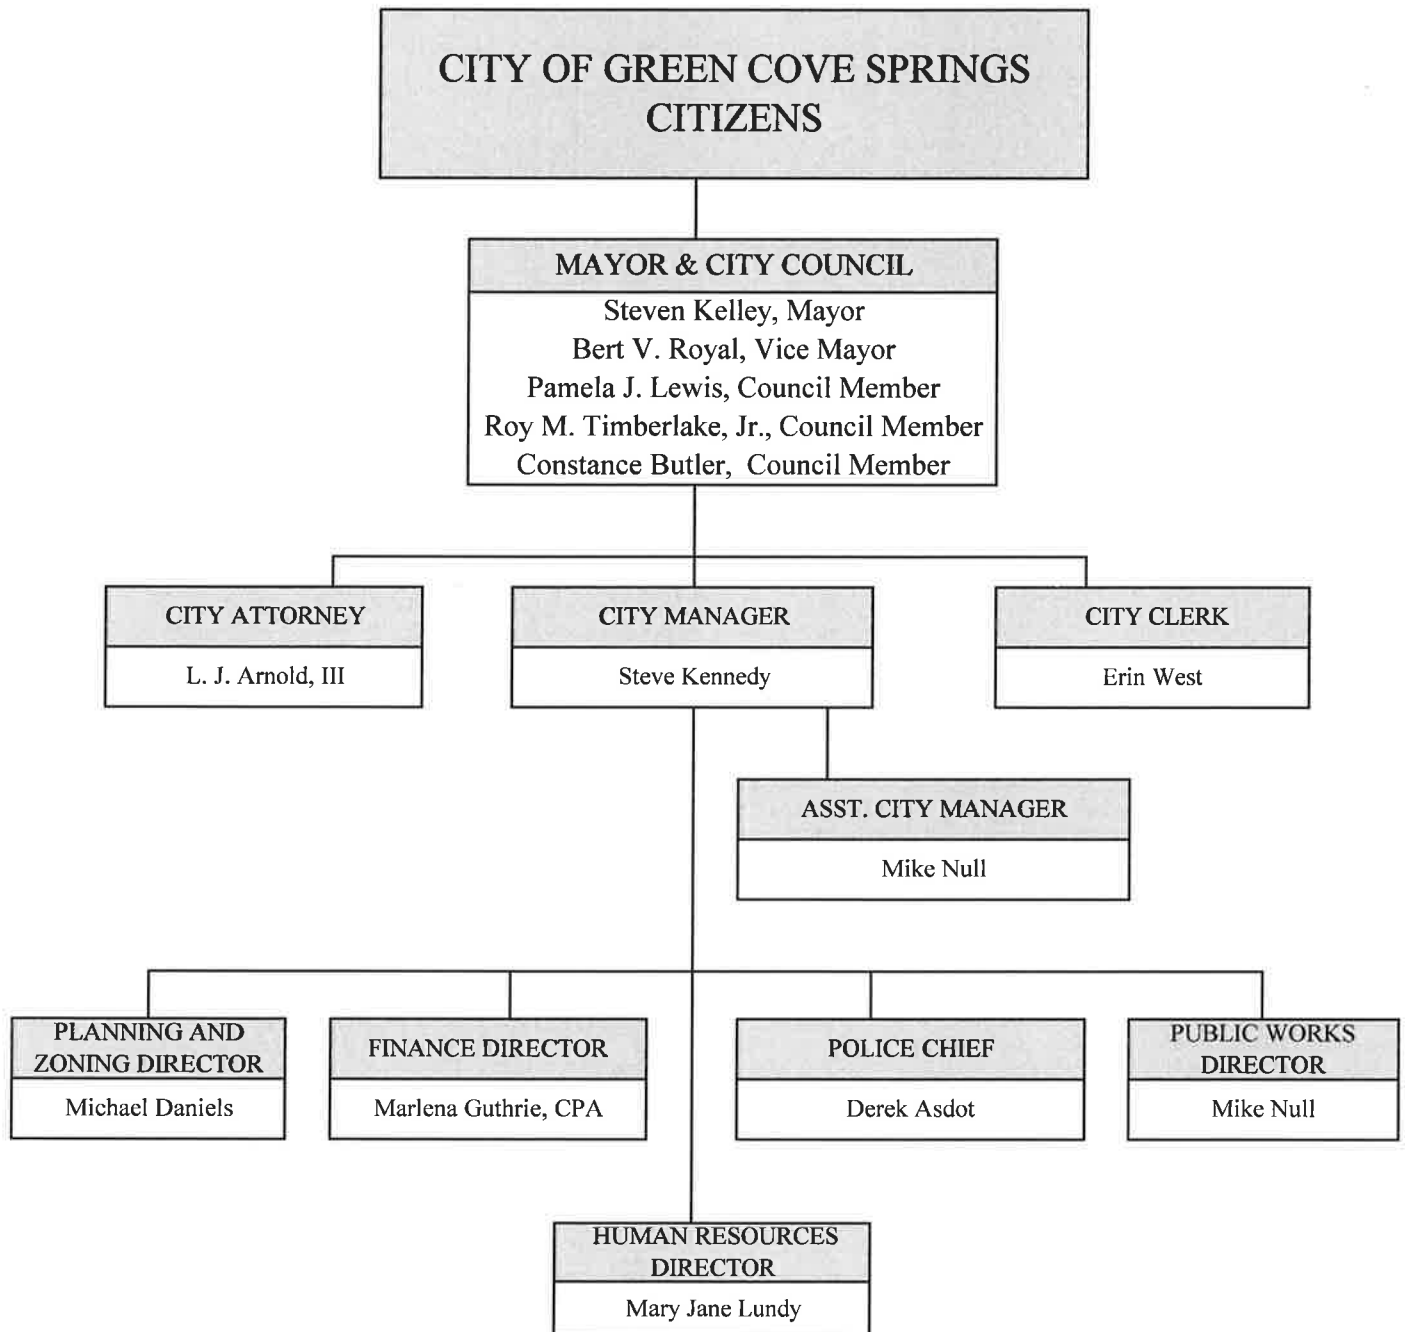 CITY OF GREEN COVE SPRINGS
CITIZENS
MAYOR & CITY COUNCIL
Steven Kelley, Mayor
Bert V. Royal, Vice Mayor
Pamela J. Lewis, Council Member
Roy M. Timberlake, Jr., Council Member
Constance Butler, Council Member
CITY ATTORNEY
L. J. Arnold, III
CITY MANAGER
Steve Kennedy
CITY CLERK
Erin West
ASST. CITY MANAGER
Mike Null
PLANNING AND
ZONING DIRECTOR
Michael Daniels
FINANCE DIRECTOR
Marlena Guthrie, CPA
POLICE CHIEF
Derek Asdot
PUBLIC WORKS
DIRECTOR
Mike Null
HUMAN RESOURCES
DIRECTOR
Mary Jane Lundy